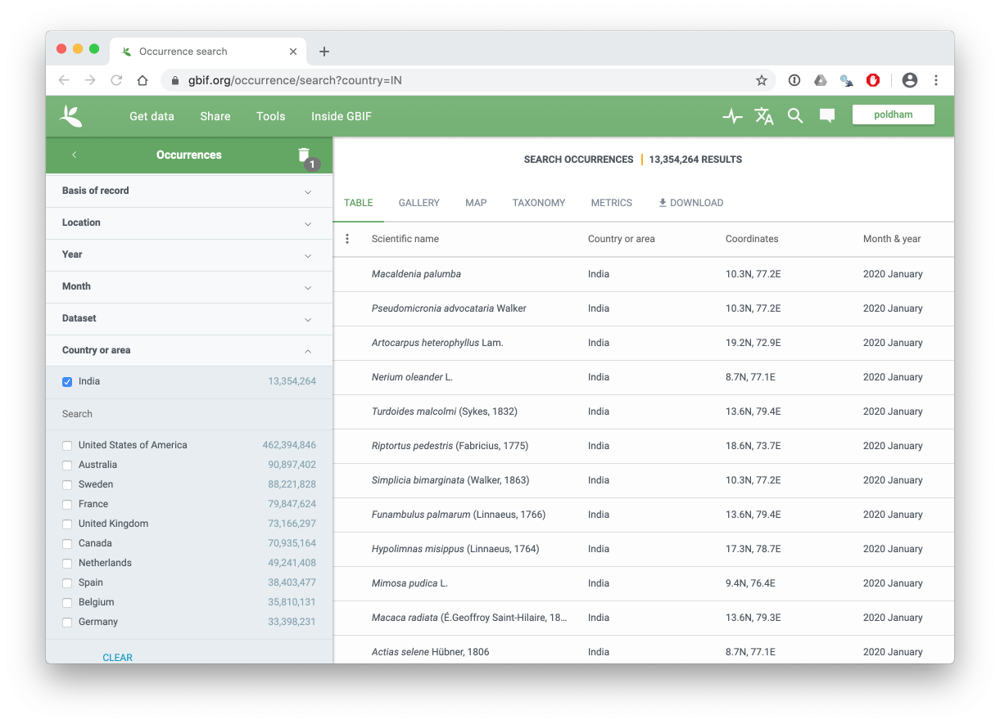 Occurrence search
gbif.org/occurrence/search?country=IN
Get data Share Tools Inside GBIF poldham
Occurrences 1
Basis of record
Location
Year
Month
Dataset
Country or area
India 13,354,264
Search
United States of America 462,394,846
Australia 90,897,402
Sweden 88,221,828
France 79,847,624
United Kingdom 73,166,297
Canada 70,935,164
Netherlands 49,241,408
Spain 38,403,477
Belgium 35,810,131
Germany 33,398,231
CLEAR
SEARCH OCCURRENCES 13,354,264 RESULTS
TABLE GALLERY MAP TAXONOMY METRICS DOWNLOAD
Scientific name Country or area Coordinates Month & year
Macaldenia palumba India 10.3N, 77.2E 2020 January
Pseudomicronia advocataria Walker India 10.3N, 77.2E 2020 January
Artocarpus heterophyllus Lam. India 19.2N, 72.9E 2020 January
Nerium oleander L. India 8.7N, 77.1E 2020 January
Turdoides malcolmi (Sykes, 1832) India 13.6N, 79.4E 2020 January
Riptortus pedestris (Fabricius, 1775) India 18.6N, 73.7E 2020 January
Simplicia bimarginata (Walker, 1863) India 10.3N, 77.2E 2020 January
Funambulus palmarum (Linnaeus, 1766) India 13.6N, 79.4E 2020 January
Hypolimnas misippus (Linnaeus, 1764) India 17.3N, 78.7E 2020 January
Mimosa pudica L. India 9.4N, 76.4E 2020 January
Macaca radiata (É.Geoffroy Saint-Hilaire, 18... India 13.6N, 79.3E 2020 January
Actias selene Hübner, 1806 India 8.7N, 77.1E 2020 January